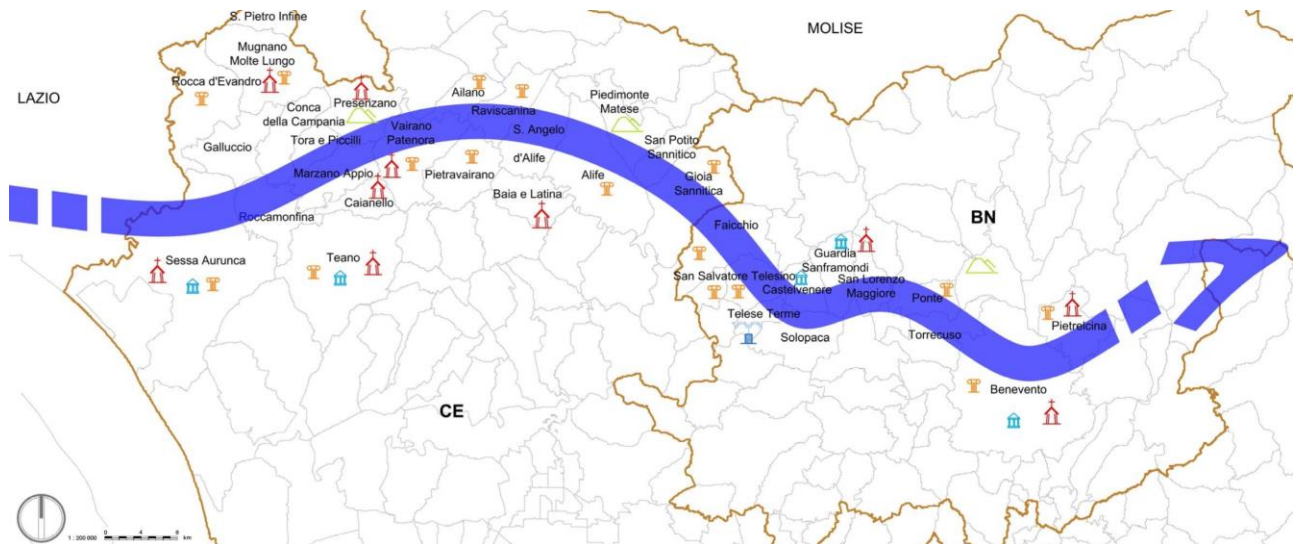 S. Pietro Infine
MOLISE
Mugnano
Molte Lungo
Rocca d'Evandro
LAZIO
Presenzano
Ailano
Piedimonte
Matese
Conca
della Campania
Raviscanina
Vairano
Patenora
S. Angelo
d'Alife
Tora e Piccilli
Galluccio
San Potito
Sannitico
Marzano Appio
Pietravairano
Alife
Gioia
Sannitica
Caianello
Baia e Latina
Roccamonfina
Faicchio
BN
Guardia
Sanframondi
Sessa Aurunca
Teano
San Salvatore Telesino
Castelvenere
San Lorenzo
Maggiore
Ponte
Telese Terme
Pietrelcina
Solopaca
Torrecuso
Benevento
CE
1 : 200 000
0 4 8
km